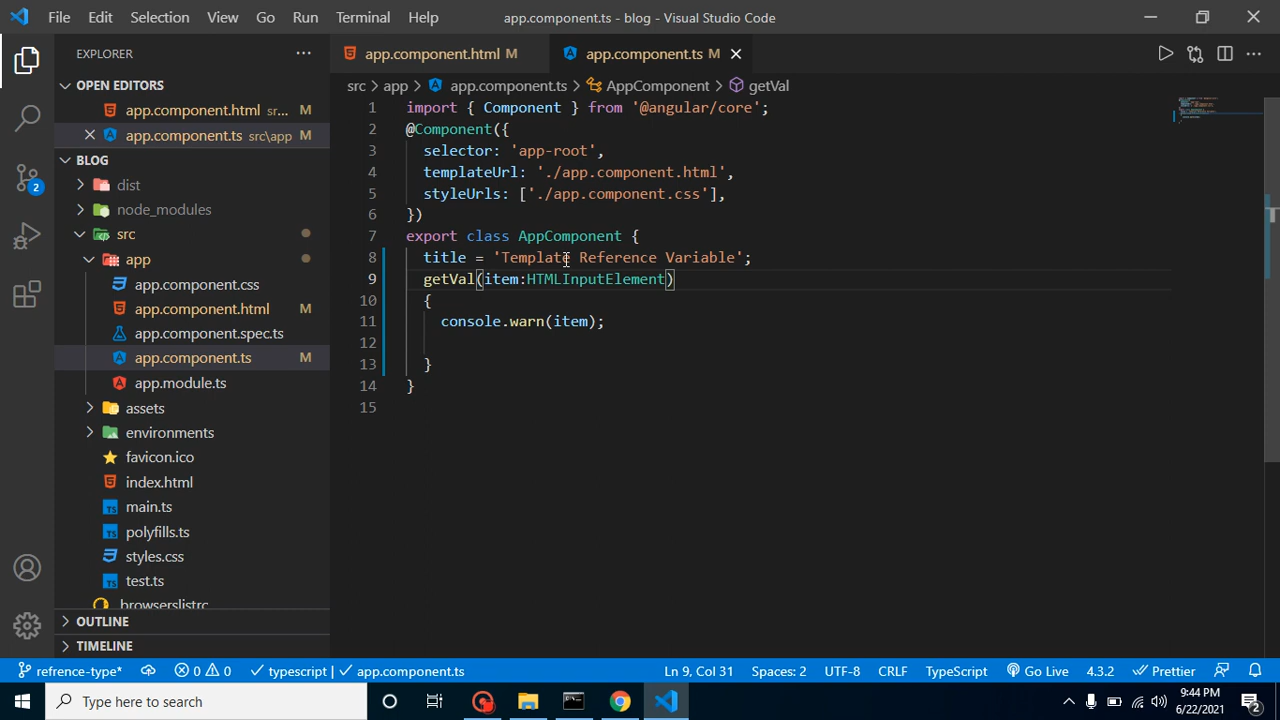 File Edit Selection View Go Run Terminal Help
app.component.ts - blog - Visual Studio Code
EXPLORER
app.component.html M
app.component.ts M
OPEN EDITORS
app.component.html sr... M
app.component.ts src\app M
BLOG
dist
node_modules
src
app
app.component.css
app.component.html M
app.component.spec.ts
app.component.ts M
app.module.ts
assets
environments
favicon.ico
index.html
main.ts
polyfills.ts
styles.css
test.ts
.browserslistrc
OUTLINE
TIMELINE
2
src > app > app.component.ts > AppComponent > getVal
1 import { Component } from '@angular/core';
2 @Component({
3 selector: 'app-root',
4 templateUrl: './app.component.html',
5 styleUrls: ['./app.component.css'],
6 })
7 export class AppComponent {
8 title = 'Template Reference Variable';
9 getVal(item:HTMLInputElement)
10 {
11 console.warn(item);
12
13 }
14 }
15
refrence-type* 0 0 typescript | app.component.ts
Ln 9, Col 31 Spaces: 2 UTF-8 CRLF TypeScript Go Live 4.3.2 Prettier
Type here to search
9:44 PM
6/22/2021
2